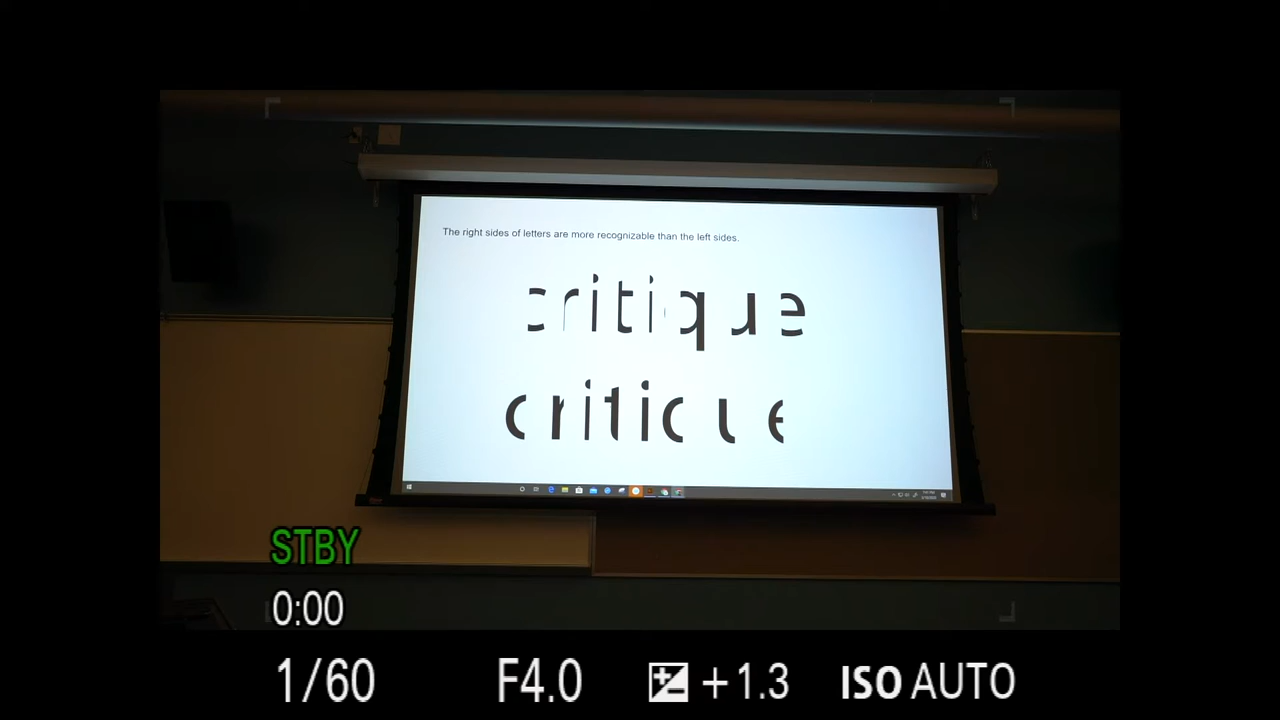 The right sides of letters are more recognizable than the left sides.
critique
critique
STBY
0:00
1/60 F4.0 +1.3 ISO AUTO